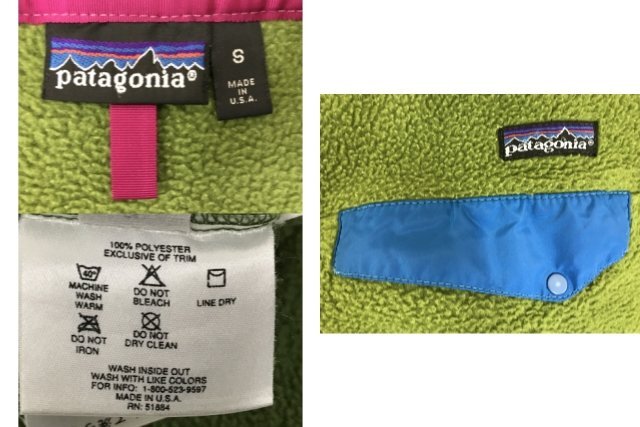 patagonia®
S
MADE
IN
U.S.A.
100% POLYESTER
EXCLUSIVE OF TRIM
40°
MACHINE
WASH
WARM
DO NOT
BLEACH
LINE DRY
DO NOT
IRON
DO NOT
DRY CLEAN
WASH INSIDE OUT
WASH WITH LIKE COLORS
FOR INFO: 1-800-523-9597
MADE IN U.S.A.
RN: 51884
patagonia®